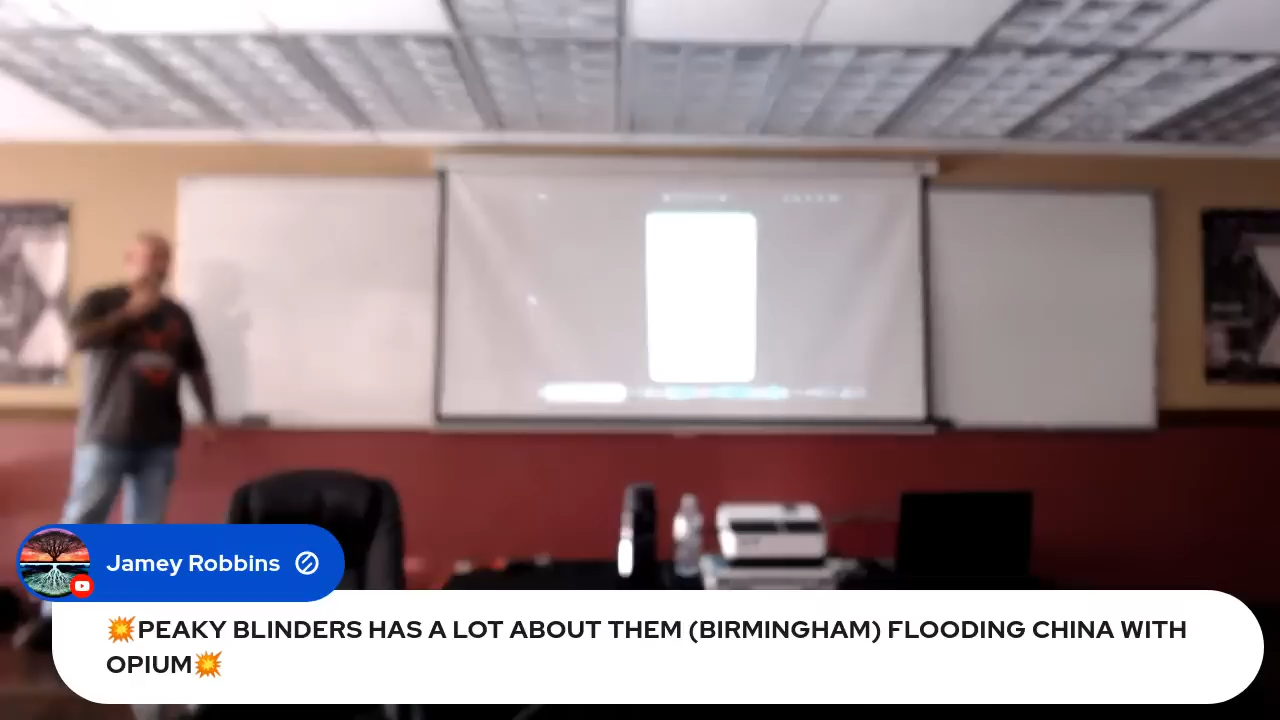 Jamey Robbins
💥PEAKY BLINDERS HAS A LOT ABOUT THEM (BIRMINGHAM) FLOODING CHINA WITH
OPIUM💥